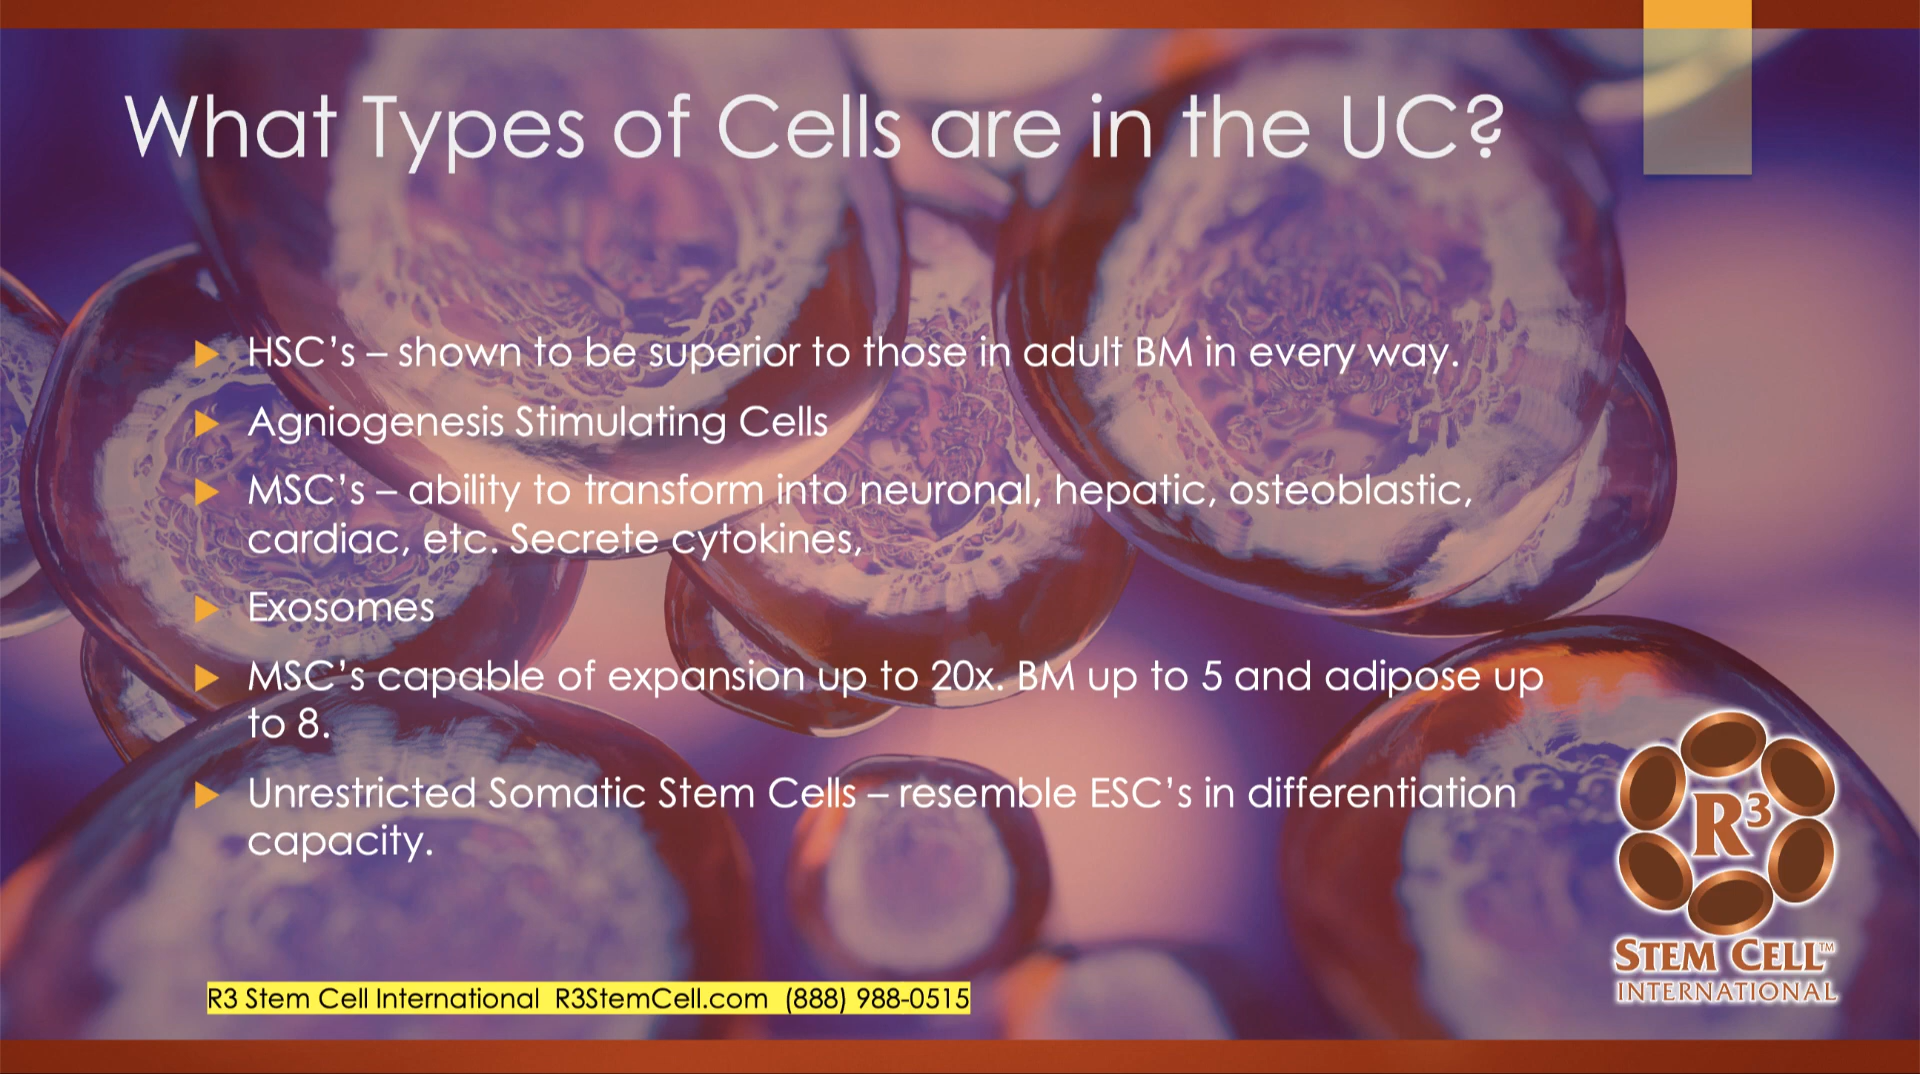 What Types of Cells are in the UC?
HSC's – shown to be superior to those in adult BM in every way.
Agniogenesis Stimulating Cells
MSC's – ability to transform into neuronal, hepatic, osteoblastic,
cardiac, etc. Secrete cytokines,
Exosomes
MSC's capable of expansion up to 20x. BM up to 5 and adipose up
to 8.
Unrestricted Somatic Stem Cells – resemble ESC's in differentiation
capacity.
R3
STEM CELL™
INTERNATIONAL
R3 Stem Cell International R3StemCell.com (888) 988-0515